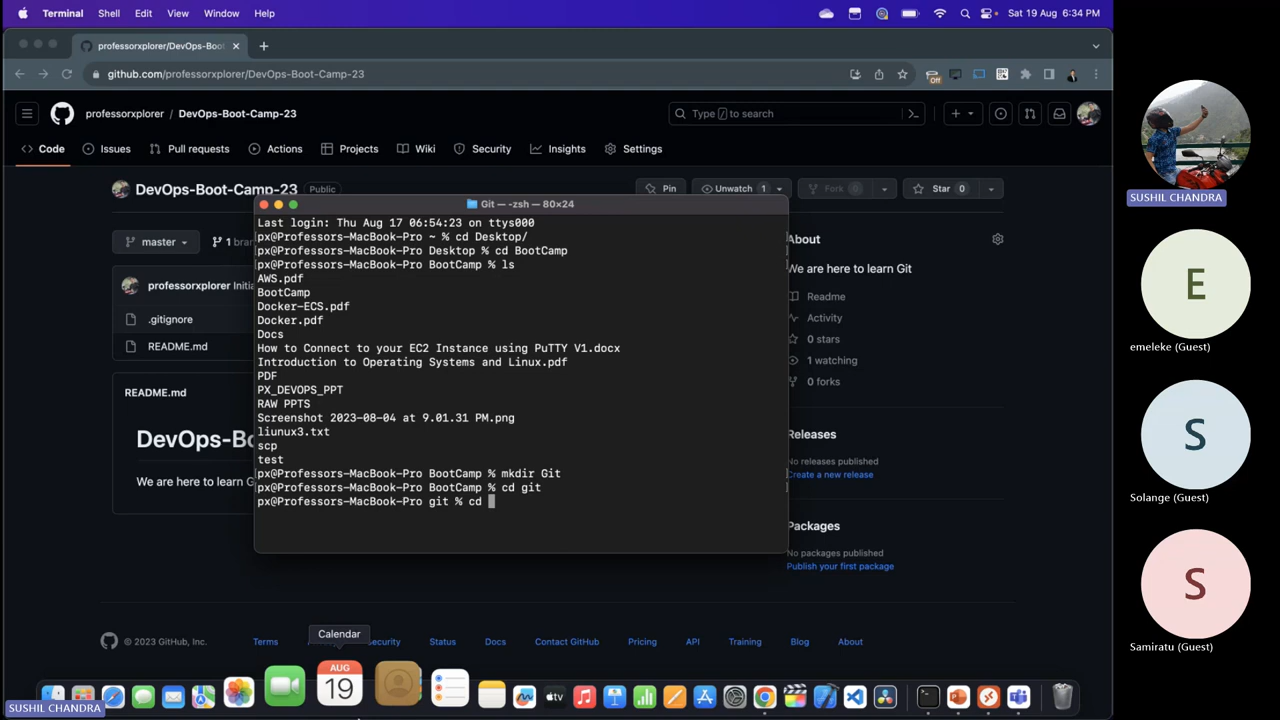 Terminal Shell Edit View Window Help
Sat 19 Aug 6:34 PM
professorxplorer/DevOps-Boot
github.com/professorxplorer/DevOps-Boot-Camp-23
Off
professorxplorer / DevOps-Boot-Camp-23
Type / to search
Code Issues Pull requests Actions Projects Wiki Security Insights Settings
DevOps-Boot-Camp-23 Public
Pin Unwatch 1 Fork 0 Star 0
master 1 bran
professorxplorer Initi
.gitignore
README.md
README.md
DevOps-Bo
We are here to learn G
Git — -zsh — 80×24
Last login: Thu Aug 17 06:54:23 on ttys000
px@Professors-MacBook-Pro ~ % cd Desktop/
px@Professors-MacBook-Pro Desktop % cd BootCamp
px@Professors-MacBook-Pro BootCamp % ls
AWS.pdf
BootCamp
Docker-ECS.pdf
Docker.pdf
Docs
How to Connect to your EC2 Instance using PuTTY V1.docx
Introduction to Operating Systems and Linux.pdf
PDF
PX_DEVOPS_PPT
RAW PPTS
Screenshot 2023-08-04 at 9.01.31 PM.png
liunux3.txt
scp
test
px@Professors-MacBook-Pro BootCamp % mkdir Git
px@Professors-MacBook-Pro BootCamp % cd git
px@Professors-MacBook-Pro git % cd
About
We are here to learn Git
Readme
Activity
0 stars
1 watching
0 forks
Releases
No releases published
Create a new release
Packages
No packages published
Publish your first package
© 2023 GitHub, Inc. Terms ecurity Status Docs Contact GitHub Pricing API Training Blog About
Calendar
AUG
19
tv
SUSHIL CHANDRA
SUSHIL CHANDRA
E
emeleke (Guest)
S
Solange (Guest)
S
Samiratu (Guest)